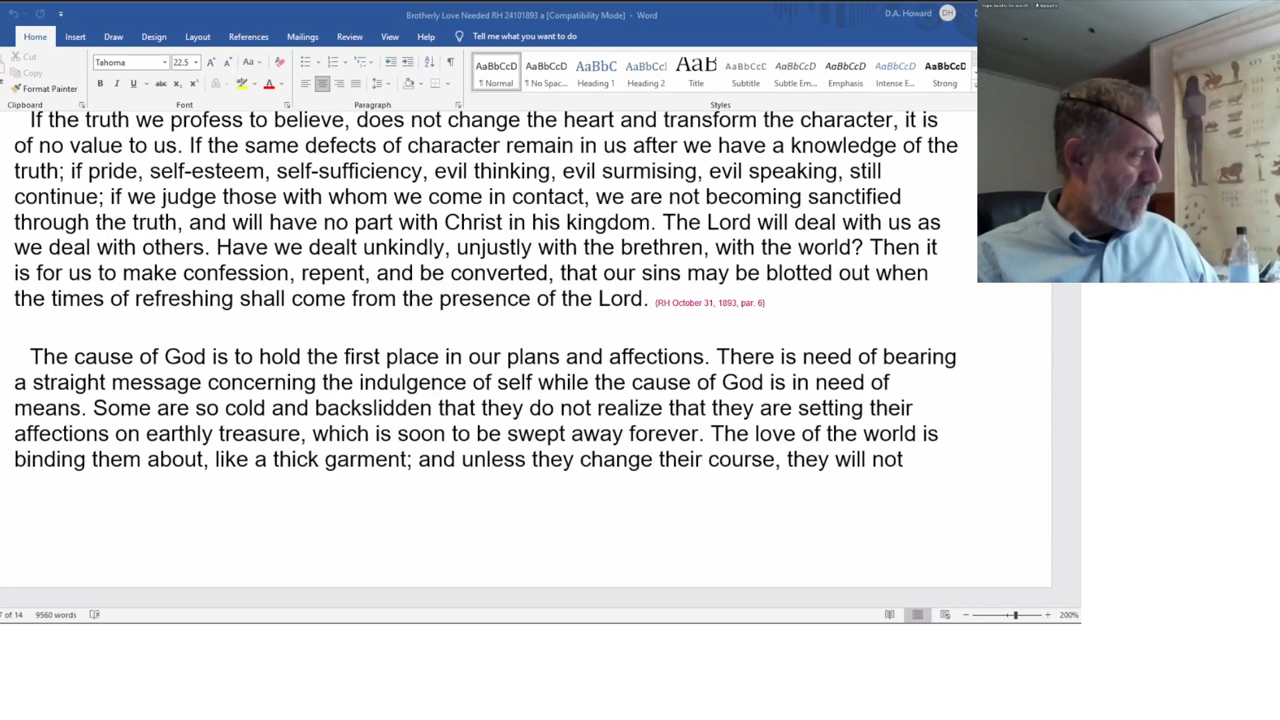 Brotherly Love Needed RH 24101893 a [Compatibility Mode] - Word
D.A. Howard
DH
Home Insert Draw Design Layout References Mailings Review View Help Tell me what you want to do
Cut
Copy
Format Painter
Clipboard
Tahoma 22.5
Font
Paragraph
AaBbCcD AaBbCcD AaBbC AaBbCc AaB AaBbCcD AaBbCcD AaBbCcD AaBbCcD AaBbCcD
¶ Normal ¶ No Spac... Heading 1 Heading 2 Title Subtitle Subtle Em... Emphasis Intense E... Strong
Styles
If the truth we profess to believe, does not change the heart and transform the character, it is
of no value to us. If the same defects of character remain in us after we have a knowledge of the
truth; if pride, self-esteem, self-sufficiency, evil thinking, evil surmising, evil speaking, still
continue; if we judge those with whom we come in contact, we are not becoming sanctified
through the truth, and will have no part with Christ in his kingdom. The Lord will deal with us as
we deal with others. Have we dealt unkindly, unjustly with the brethren, with the world? Then it
is for us to make confession, repent, and be converted, that our sins may be blotted out when
the times of refreshing shall come from the presence of the Lord. {RH October 31, 1893, par. 6}
The cause of God is to hold the first place in our plans and affections. There is need of bearing
a straight message concerning the indulgence of self while the cause of God is in need of
means. Some are so cold and backslidden that they do not realize that they are setting their
affections on earthly treasure, which is soon to be swept away forever. The love of the world is
binding them about, like a thick garment; and unless they change their course, they will not
7 of 14 9560 words
200%